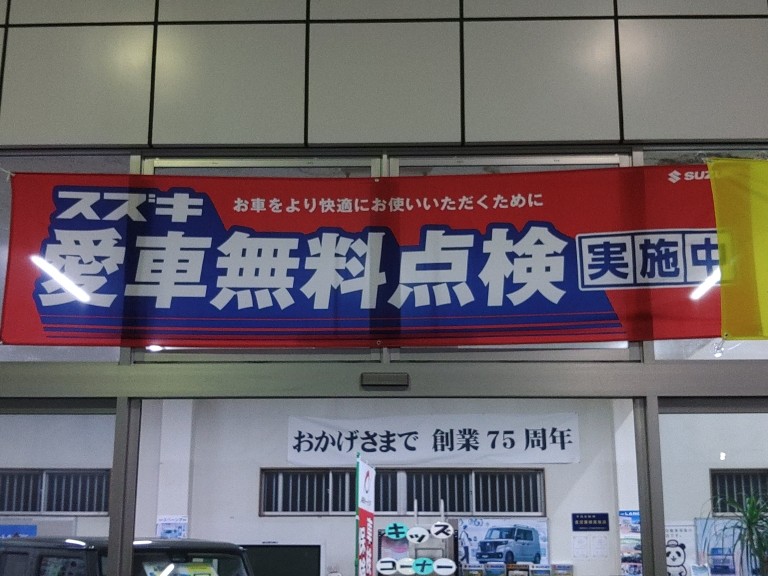 スズキ
お車をより快適にお使いいただくために
SUZU
愛車無料点検
実施中
おかげさまで 創業75周年
キッズ
コーナー